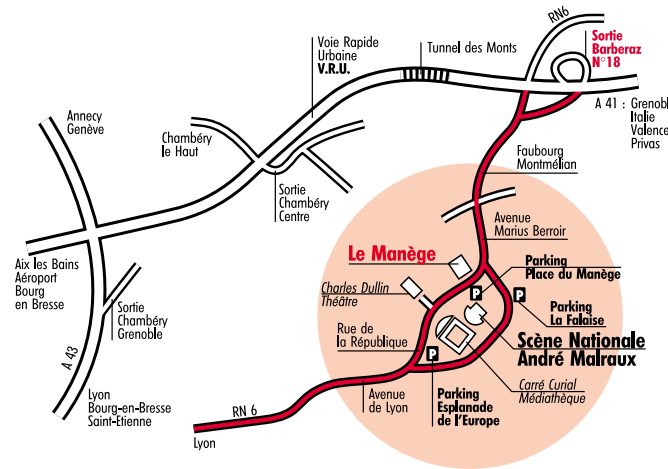 RN6
Sortie
Barberaz
N°18
Voie Rapide
Urbaine
V.R.U.
Tunnel des Monts
A 41 : Grenobl
Italie
Valence
Privas
Annecy
Genève
Chambéry
le Haut
Faubourg
Montmélian
Sortie
Chambéry
Centre
Avenue
Marius Berroir
Aix les Bains
Aéroport
Bourg
en Bresse
Le Manège
Parking
Place du Manège
Charles Dullin
Théâtre
P
P
Parking
La Falaise
Sortie
Chambéry
Grenoble
Rue de
la République
P
Scène Nationale
André Malraux
A 43
Carré Curial
Médiathèque
Lyon
Bourg-en-Bresse
Saint-Etienne
Avenue
de Lyon
Parking
Esplanade
de l'Europe
RN 6
Lyon